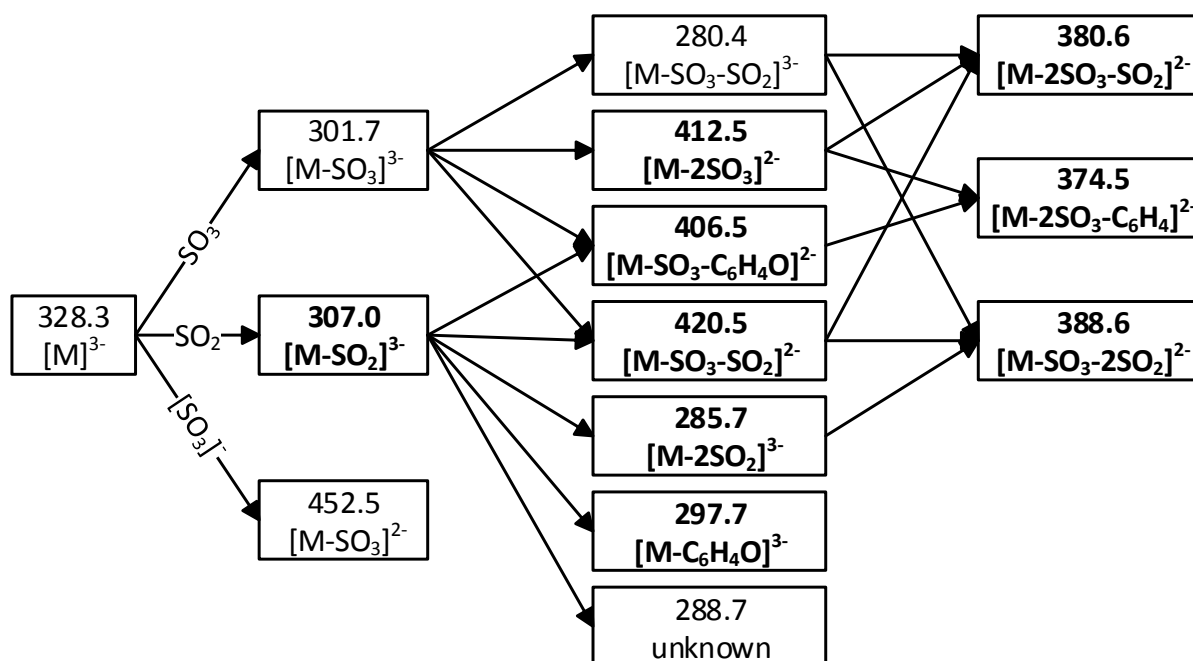 328.3
[M]³⁻
SO₃
SO₂
[SO₃]⁻
301.7
[M-SO₃]³⁻
307.0
[M-SO₂]³⁻
452.5
[M-SO₃]²⁻
280.4
[M-SO₃-SO₂]³⁻
412.5
[M-2SO₃]²⁻
406.5
[M-SO₃-C₆H₄O]²⁻
420.5
[M-SO₃-SO₂]²⁻
285.7
[M-2SO₂]³⁻
297.7
[M-C₆H₄O]³⁻
288.7
unknown
380.6
[M-2SO₃-SO₂]²⁻
374.5
[M-2SO₃-C₆H₄]²⁻
388.6
[M-SO₃-2SO₂]²⁻